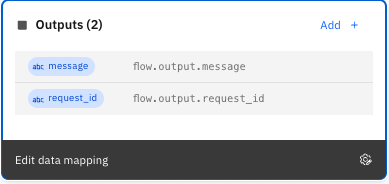 Outputs (2)
Add +
abc message flow.output.message
abc request_id flow.output.request_id
Edit data mapping